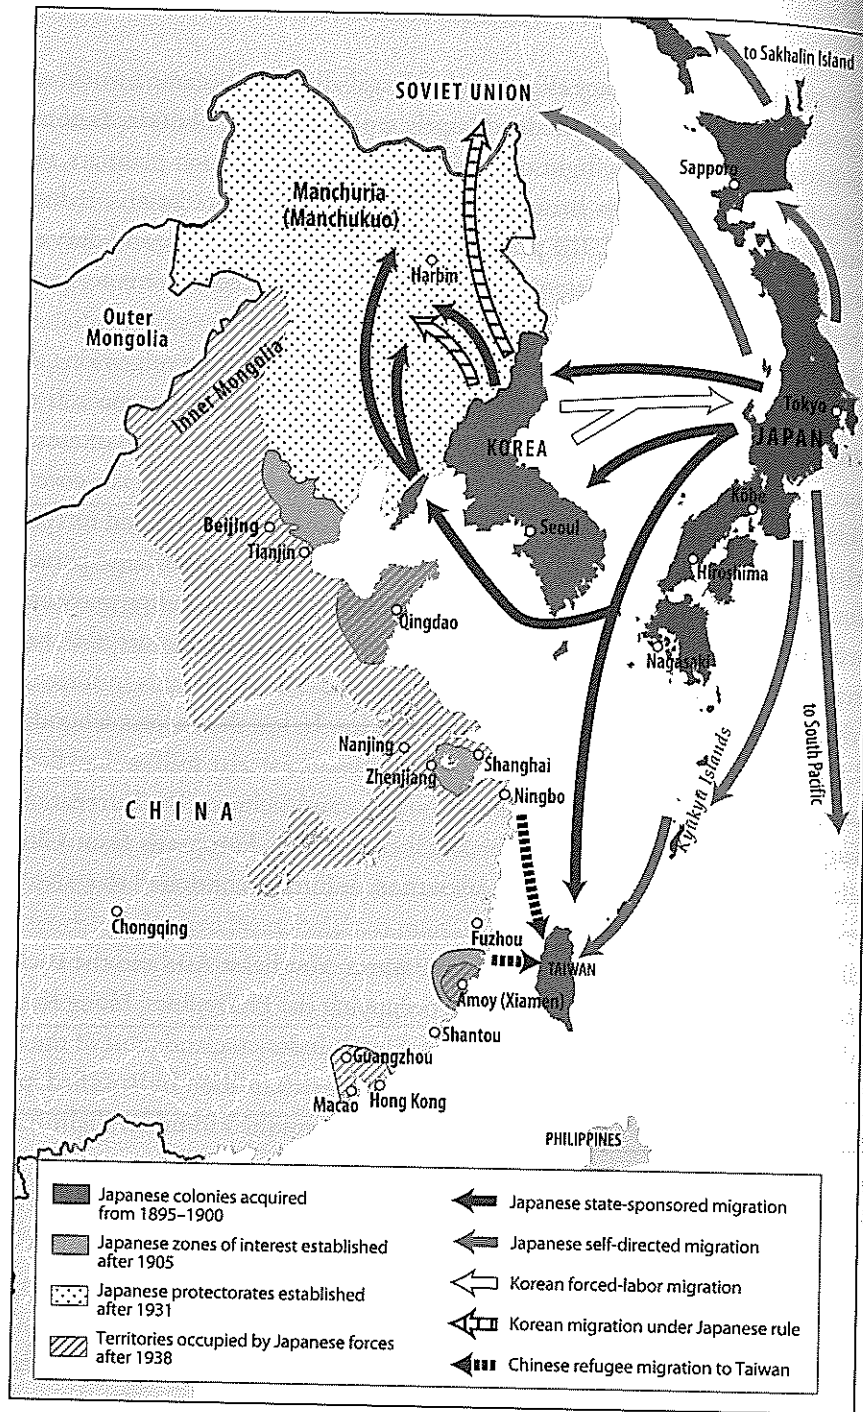 to Sakhalin Island
SOVIET UNION
Sapporo
Manchuria
(Manchukuo)
Harbin
Outer
Mongolia
Inner Mongolia
Tokyo
KOREA
JAPAN
Kōbe
Beijing
Seoul
Tianjin
Hiroshima
Qingdao
Nagasaki
to South Pacific
Nanjing
Shanghai
Zhenjiang
Ningbo
Kyūkyū Islands
CHINA
Chongqing
Fuzhou
TAIWAN
Amoy (Xiamen)
Shantou
Guangzhou
Macao
Hong Kong
PHILIPPINES
Japanese colonies acquired
from 1895–1900
Japanese zones of interest established
after 1905
Japanese protectorates established
after 1931
Territories occupied by Japanese forces
after 1938
Japanese state-sponsored migration
Japanese self-directed migration
Korean forced-labor migration
Korean migration under Japanese rule
Chinese refugee migration to Taiwan